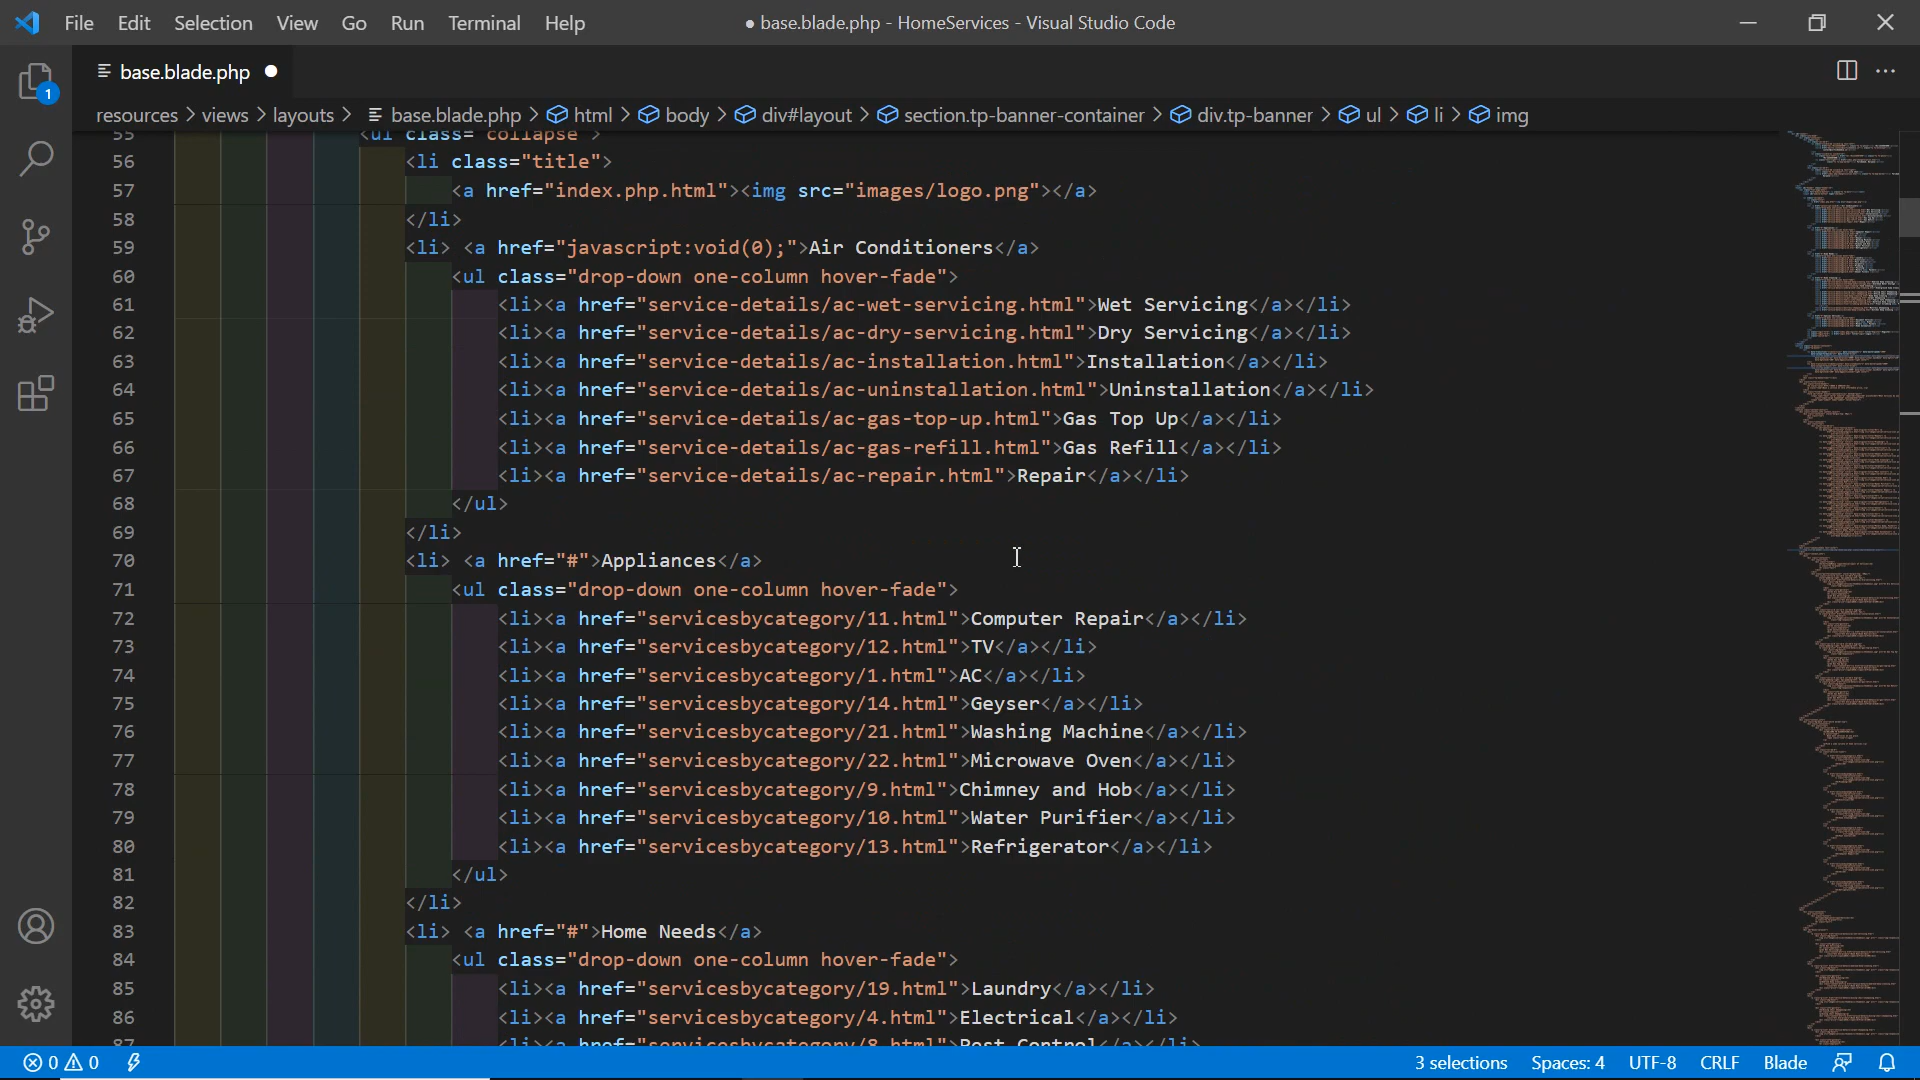 File Edit Selection View Go Run Terminal Help ● base.blade.php - HomeServices - Visual Studio Code
base.blade.php
1
resources > views > layouts > base.blade.php > html > body > div#layout > section.tp-banner-container > div.tp-banner > ul > li > img
55 <ul class="collapse">
56 <li class="title">
57 <a href="index.php.html"><img src="images/logo.png"></a>
58 </li>
59 <li> <a href="javascript:void(0);">Air Conditioners</a>
60 <ul class="drop-down one-column hover-fade">
61 <li><a href="service-details/ac-wet-servicing.html">Wet Servicing</a></li>
62 <li><a href="service-details/ac-dry-servicing.html">Dry Servicing</a></li>
63 <li><a href="service-details/ac-installation.html">Installation</a></li>
64 <li><a href="service-details/ac-uninstallation.html">Uninstallation</a></li>
65 <li><a href="service-details/ac-gas-top-up.html">Gas Top Up</a></li>
66 <li><a href="service-details/ac-gas-refill.html">Gas Refill</a></li>
67 <li><a href="service-details/ac-repair.html">Repair</a></li>
68 </ul>
69 </li>
70 <li> <a href="#">Appliances</a>
71 <ul class="drop-down one-column hover-fade">
72 <li><a href="servicesbycategory/11.html">Computer Repair</a></li>
73 <li><a href="servicesbycategory/12.html">TV</a></li>
74 <li><a href="servicesbycategory/1.html">AC</a></li>
75 <li><a href="servicesbycategory/14.html">Geyser</a></li>
76 <li><a href="servicesbycategory/21.html">Washing Machine</a></li>
77 <li><a href="servicesbycategory/22.html">Microwave Oven</a></li>
78 <li><a href="servicesbycategory/9.html">Chimney and Hob</a></li>
79 <li><a href="servicesbycategory/10.html">Water Purifier</a></li>
80 <li><a href="servicesbycategory/13.html">Refrigerator</a></li>
81 </ul>
82 </li>
83 <li> <a href="#">Home Needs</a>
84 <ul class="drop-down one-column hover-fade">
85 <li><a href="servicesbycategory/19.html">Laundry</a></li>
86 <li><a href="servicesbycategory/4.html">Electrical</a></li>
87 <li><a href="servicesbycategory/8.html">Pest Control</a></li>
0 0 3 selections Spaces: 4 UTF-8 CRLF Blade